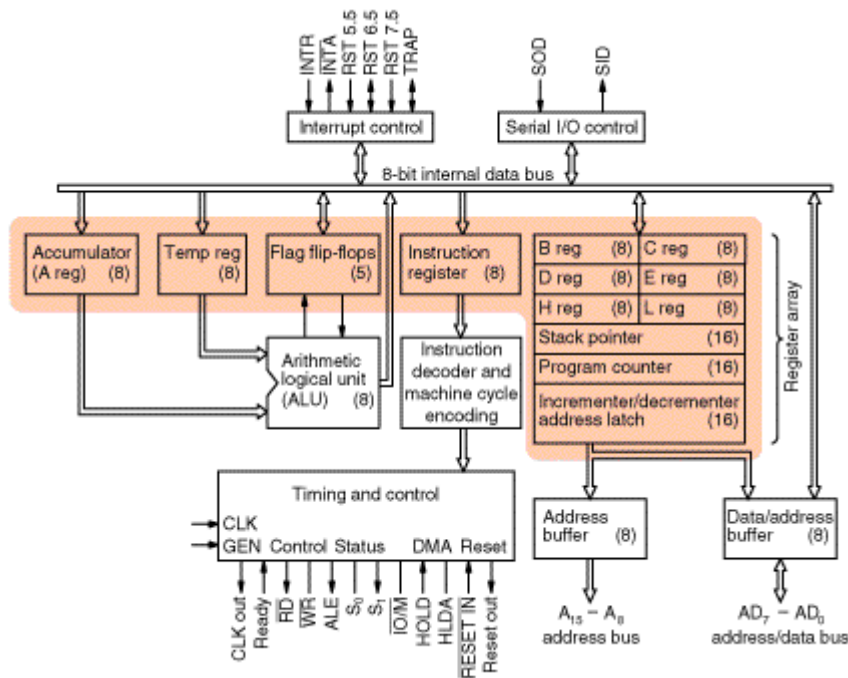 INTR
INTA
RST 5.5
RST 6.5
RST 7.5
TRAP
SOD
SID
Interrupt control
Serial I/O control
8-bit internal data bus
Accumulator
(A reg) (8)
Temp reg
(8)
Flag flip-flops
(5)
Instruction
register (8)
B reg (8) C reg (8)
D reg (8) E reg (8)
H reg (8) L reg (8)
Stack pointer (16)
Program counter (16)
Incrementer/decrementer
address latch (16)
Register array
Arithmetic
logical unit
(ALU) (8)
Instruction
decoder and
machine cycle
encoding
Timing and control
CLK
GEN Control Status DMA Reset
CLK out
Ready
RD
WR
ALE
S0
S1
IO/M
HOLD
HLDA
RESET IN
Reset out
Address
buffer (8)
Data/address
buffer (8)
A15 – A8
address bus
AD7 – AD0
address/data bus